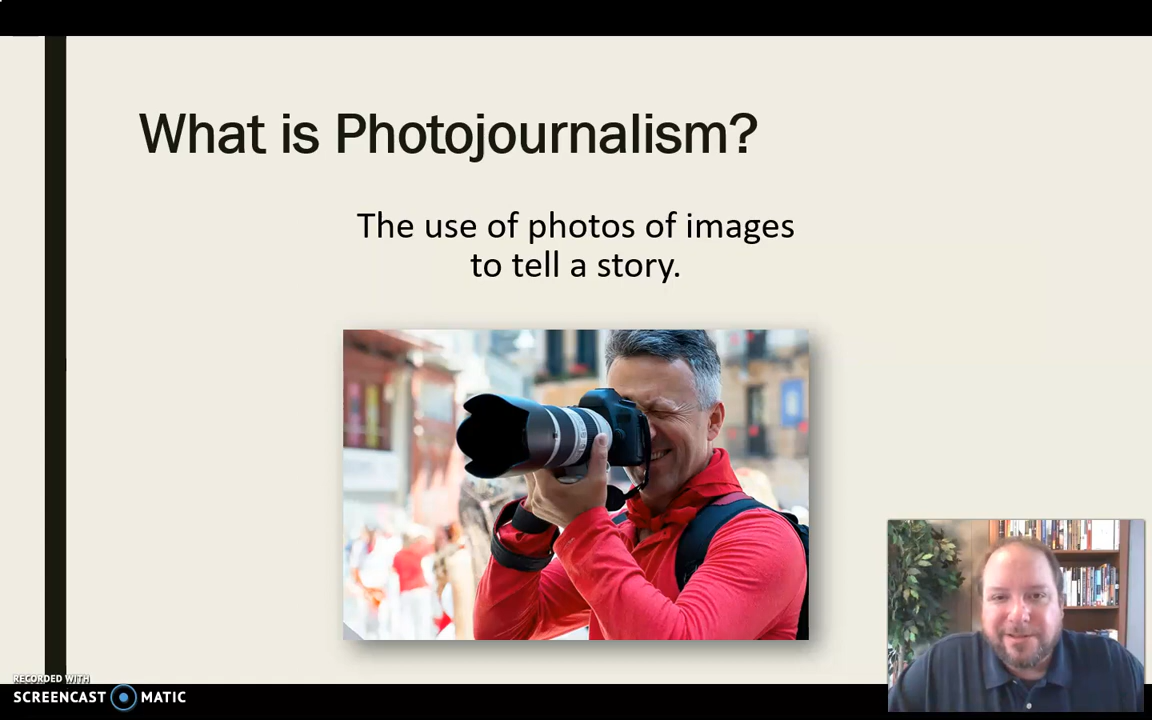 What is Photojournalism?
The use of photos of images
to tell a story.
RECORDED WITH
SCREENCAST MATIC